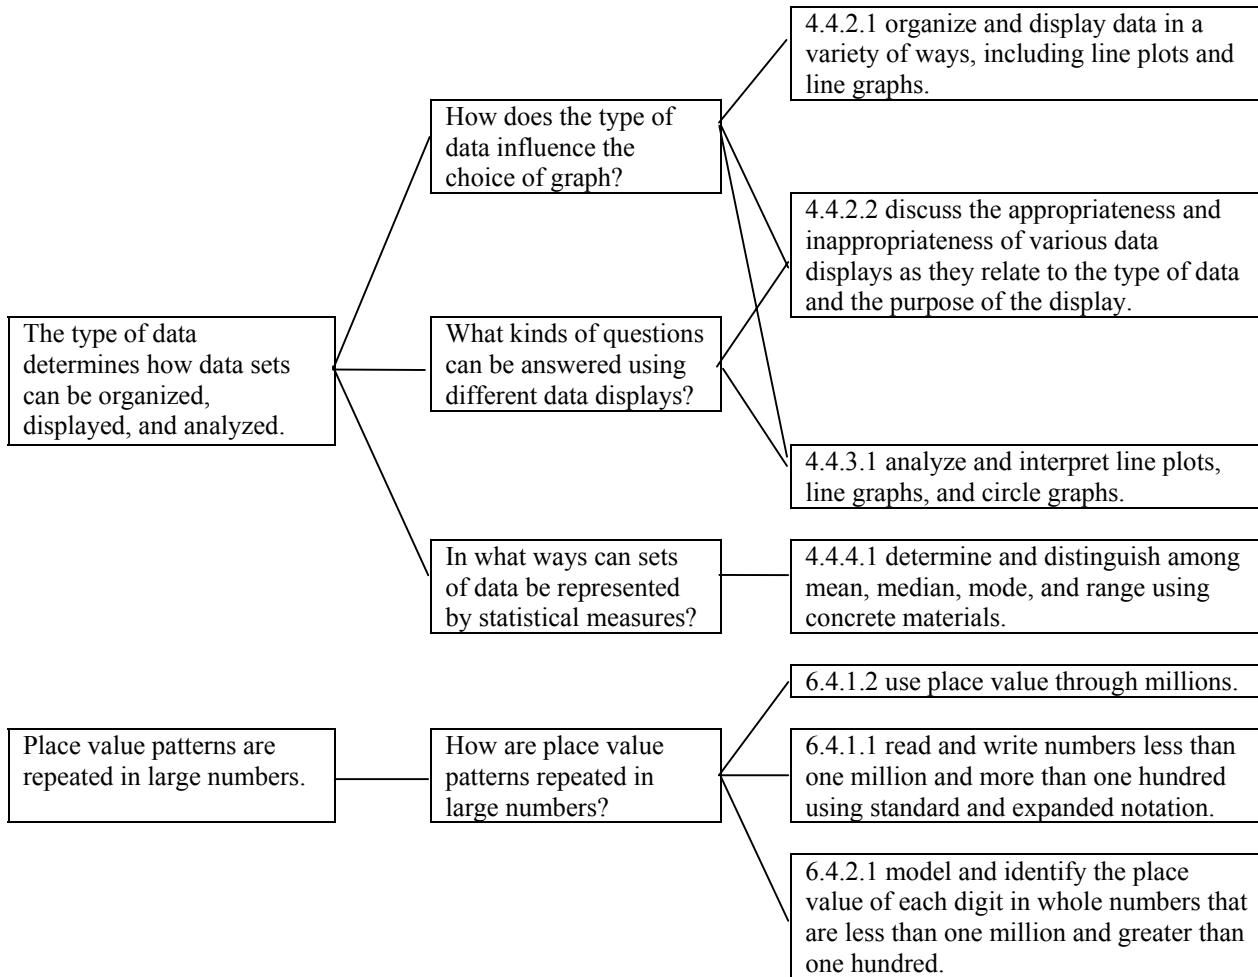 The type of data
determines how data sets
can be organized,
displayed, and analyzed.
How does the type of
data influence the
choice of graph?
What kinds of questions
can be answered using
different data displays?
In what ways can sets
of data be represented
by statistical measures?
4.4.2.1 organize and display data in a
variety of ways, including line plots and
line graphs.
4.4.2.2 discuss the appropriateness and
inappropriateness of various data
displays as they relate to the type of data
and the purpose of the display.
4.4.3.1 analyze and interpret line plots,
line graphs, and circle graphs.
4.4.4.1 determine and distinguish among
mean, median, mode, and range using
concrete materials.
Place value patterns are
repeated in large numbers.
How are place value
patterns repeated in
large numbers?
6.4.1.2 use place value through millions.
6.4.1.1 read and write numbers less than
one million and more than one hundred
using standard and expanded notation.
6.4.2.1 model and identify the place
value of each digit in whole numbers that
are less than one million and greater than
one hundred.